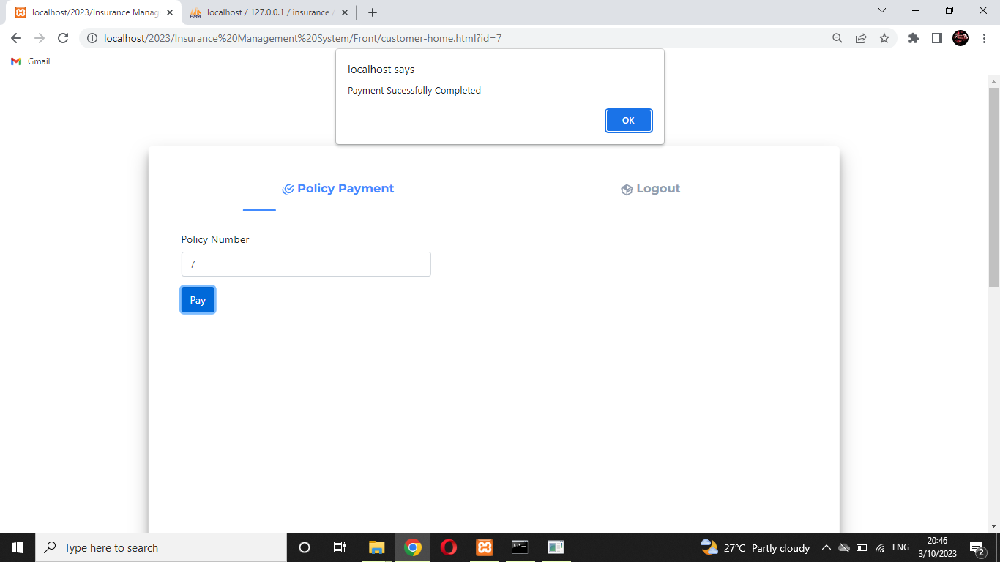 localhost/2023/Insurance Manag
localhost / 127.0.0.1 / insurance /
localhost/2023/Insurance%20Management%20System/Front/customer-home.html?id=7
Gmail
localhost says
Payment Sucessfully Completed
OK
Policy Payment
Logout
Policy Number
7
Pay
Type here to search
27°C Partly cloudy
ENG
20:46
3/10/2023
2